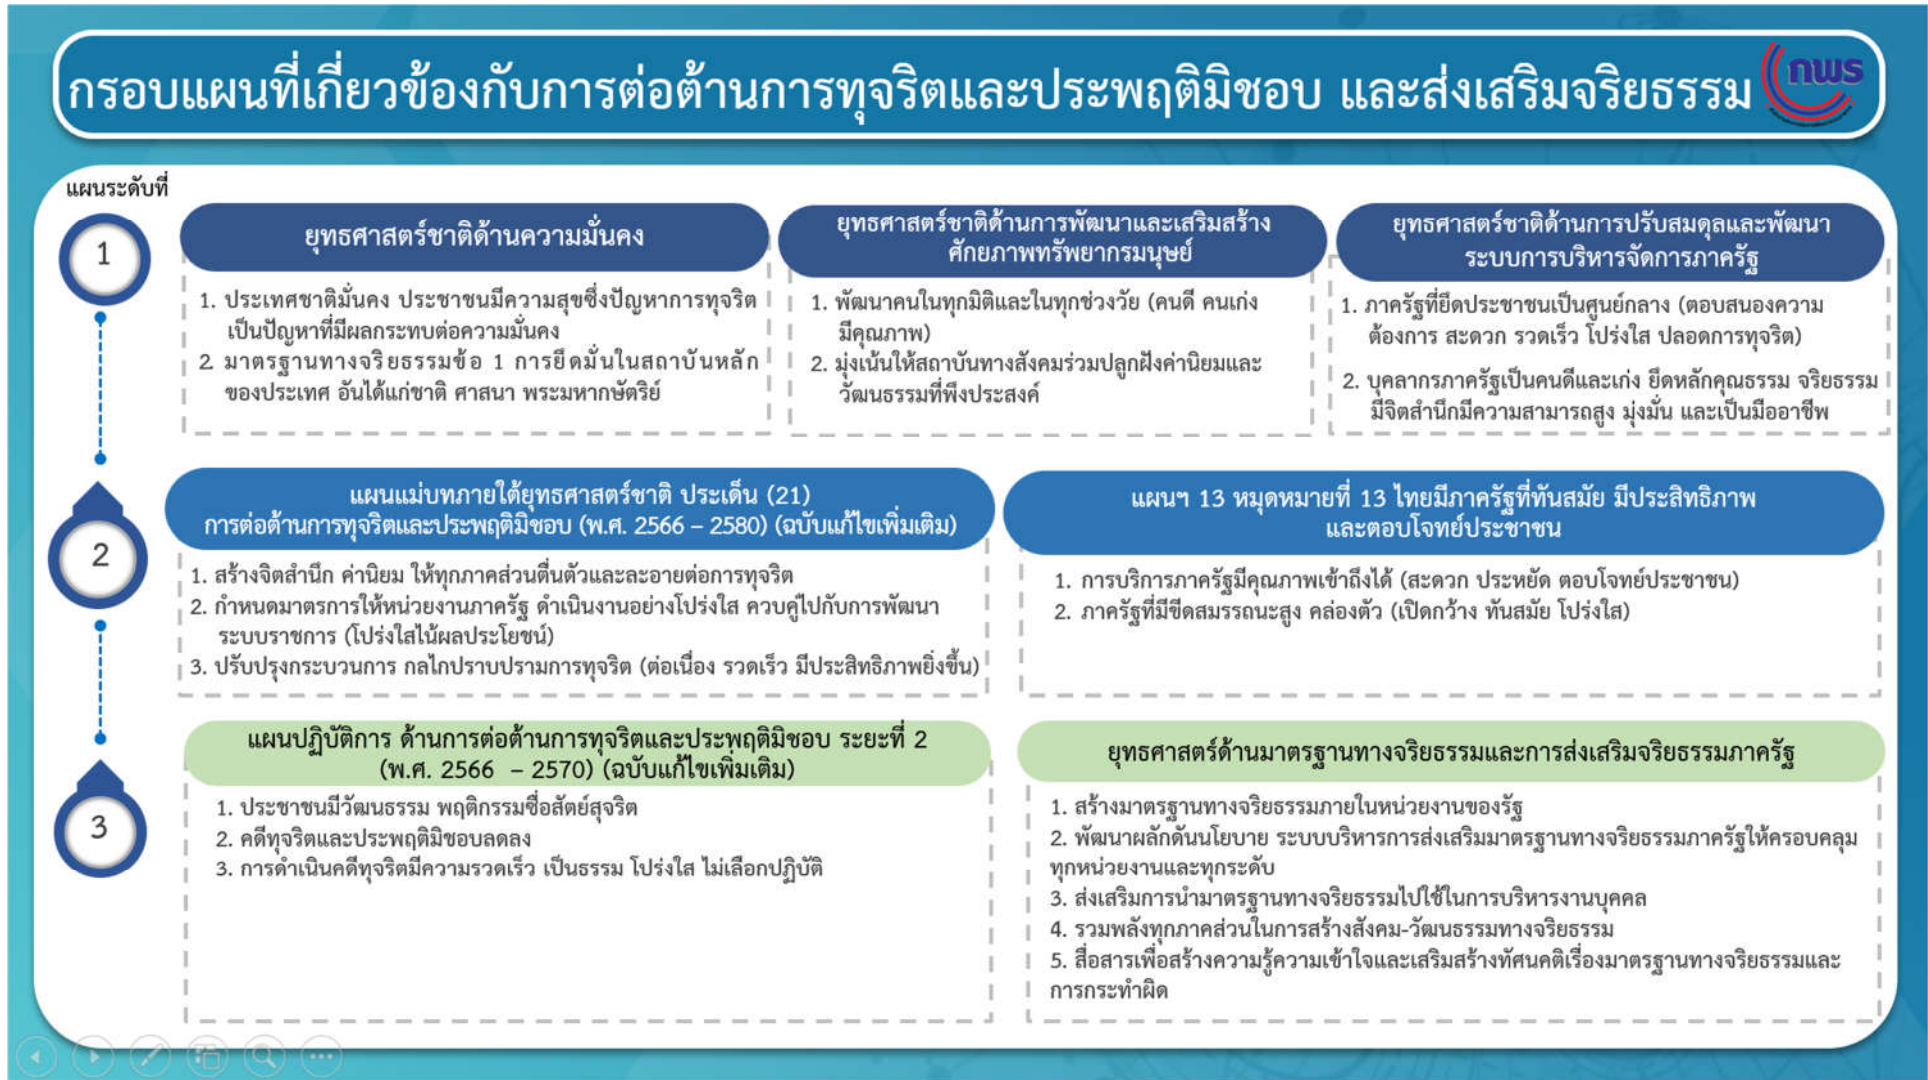 กรอบแผนที่เกี่ยวข้องกับการต่อต้านการทุจริตและประพฤติมิชอบ และส่งเสริมจริยธรรม
กพร
แผนระดับที่
1
ยุทธศาสตร์ชาติด้านความมั่นคง
1. ประเทศชาติมั่นคง ประชาชนมีความสุขซึ่งปัญหาการทุจริต
เป็นปัญหาที่มีผลกระทบต่อความมั่นคง
2. มาตรฐานทางจริยธรรมข้อ 1 การยึดมั่นในสถาบันหลัก
ของประเทศ อันได้แก่ชาติ ศาสนา พระมหากษัตริย์
ยุทธศาสตร์ชาติด้านการพัฒนาและเสริมสร้าง
ศักยภาพทรัพยากรมนุษย์
1. พัฒนาคนในทุกมิติและในทุกช่วงวัย (คนดี คนเก่ง
มีคุณภาพ)
2. มุ่งเน้นให้สถาบันทางสังคมร่วมปลูกฝังค่านิยมและ
วัฒนธรรมที่พึงประสงค์
ยุทธศาสตร์ชาติด้านการปรับสมดุลและพัฒนา
ระบบการบริหารจัดการภาครัฐ
1. ภาครัฐที่ยึดประชาชนเป็นศูนย์กลาง (ตอบสนองความ
ต้องการ สะดวก รวดเร็ว โปร่งใส ปลอดการทุจริต)
2. บุคลากรภาครัฐเป็นคนดีและเก่ง ยึดหลักคุณธรรม จริยธรรม
มีจิตสำนึกมีความสามารถสูง มุ่งมั่น และเป็นมืออาชีพ
2
แผนแม่บทภายใต้ยุทธศาสตร์ชาติ ประเด็น (21)
การต่อต้านการทุจริตและประพฤติมิชอบ (พ.ศ. 2566 – 2580) (ฉบับแก้ไขเพิ่มเติม)
1. สร้างจิตสำนึก ค่านิยม ให้ทุกภาคส่วนตื่นตัวและละอายต่อการทุจริต
2. กำหนดมาตรการให้หน่วยงานภาครัฐ ดำเนินงานอย่างโปร่งใส ควบคู่ไปกับการพัฒนา
ระบบราชการ (โปร่งใสไน้ผลประโยชน์)
3. ปรับปรุงกระบวนการ กลไกปราบปรามการทุจริต (ต่อเนื่อง รวดเร็ว มีประสิทธิภาพยิ่งขึ้น)
แผนฯ 13 หมุดหมายที่ 13 ไทยมีภาครัฐที่ทันสมัย มีประสิทธิภาพ
และตอบโจทย์ประชาชน
1. การบริการภาครัฐมีคุณภาพเข้าถึงได้ (สะดวก ประหยัด ตอบโจทย์ประชาชน)
2. ภาครัฐที่มีขีดสมรรถนะสูง คล่องตัว (เปิดกว้าง ทันสมัย โปร่งใส)
3
แผนปฏิบัติการ ด้านการต่อต้านการทุจริตและประพฤติมิชอบ ระยะที่ 2
(พ.ศ. 2566 – 2570) (ฉบับแก้ไขเพิ่มเติม)
1. ประชาชนมีวัฒนธรรม พฤติกรรมซื่อสัตย์สุจริต
2. คดีทุจริตและประพฤติมิชอบลดลง
3. การดำเนินคดีทุจริตมีความรวดเร็ว เป็นธรรม โปร่งใส ไม่เลือกปฏิบัติ
ยุทธศาสตร์ด้านมาตรฐานทางจริยธรรมและการส่งเสริมจริยธรรมภาครัฐ
1. สร้างมาตรฐานทางจริยธรรมภายในหน่วยงานของรัฐ
2. พัฒนาผลักดันนโยบาย ระบบบริหารการส่งเสริมมาตรฐานทางจริยธรรมภาครัฐให้ครอบคลุม
ทุกหน่วยงานและทุกระดับ
3. ส่งเสริมการนำมาตรฐานทางจริยธรรมไปใช้ในการบริหารงานบุคคล
4. รวมพลังทุกภาคส่วนในการสร้างสังคม-วัฒนธรรมทางจริยธรรม
5. สื่อสารเพื่อสร้างความรู้ความเข้าใจและเสริมสร้างทัศนคติเรื่องมาตรฐานทางจริยธรรมและ
การกระทำผิด